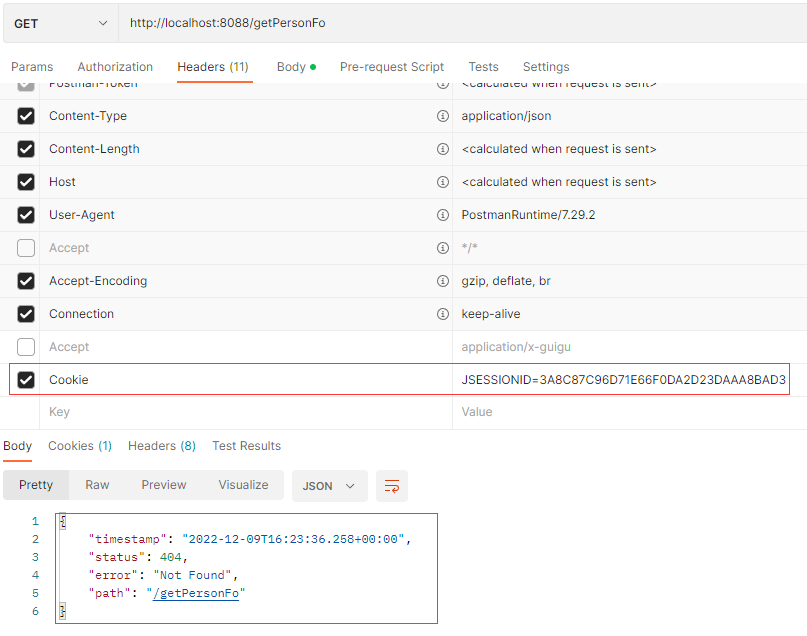 GET http://localhost:8088/getPersonFo
Params Authorization Headers (11) Body Pre-request Script Tests Settings
Postman-Token <calculated when request is sent>
Content-Type application/json
Content-Length <calculated when request is sent>
Host <calculated when request is sent>
User-Agent PostmanRuntime/7.29.2
Accept */*
Accept-Encoding gzip, deflate, br
Connection keep-alive
Accept application/x-guigu
Cookie JSESSIONID=3A8C87C96D71E66F0DA2D23DAAA8BAD3
Key Value
Body Cookies (1) Headers (8) Test Results
Pretty Raw Preview Visualize JSON
1 {
2 "timestamp": "2022-12-09T16:23:36.258+00:00",
3 "status": 404,
4 "error": "Not Found",
5 "path": "/getPersonFo"
6 }